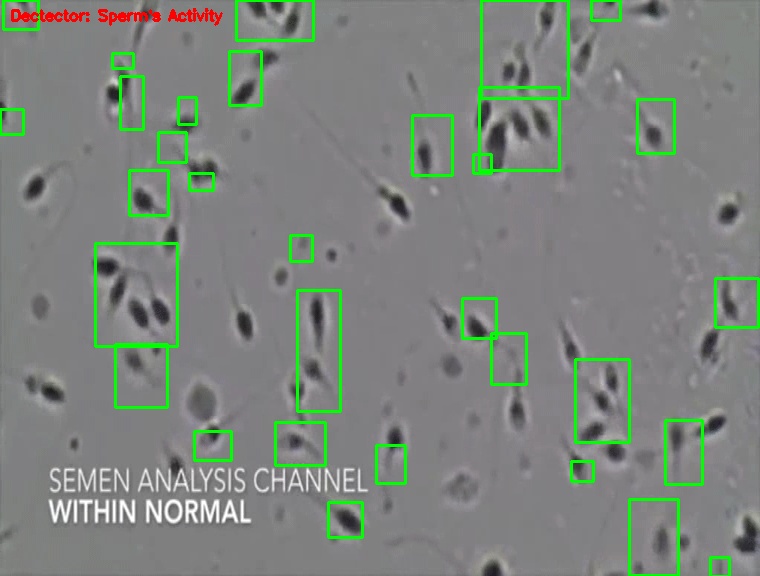 Dectector: Sperm's Activity
SEMEN ANALYSIS CHANNEL
WITHIN NORMAL